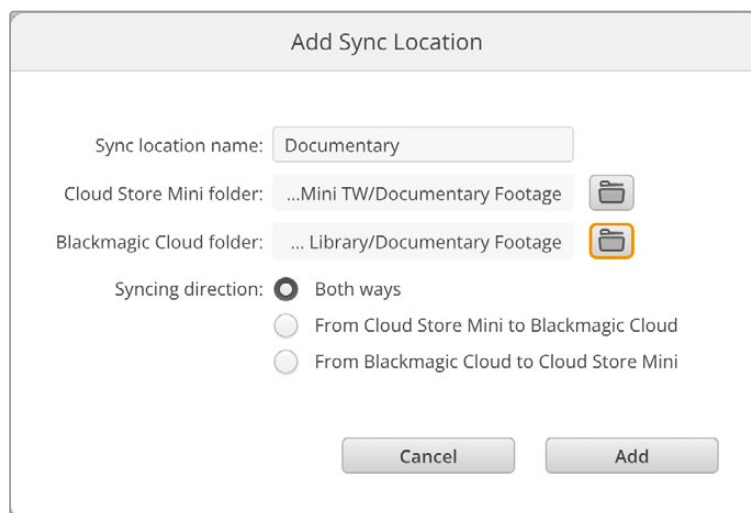 Add Sync Location
Sync location name: Documentary
Cloud Store Mini folder: ...Mini TW/Documentary Footage
Blackmagic Cloud folder: ... Library/Documentary Footage
Syncing direction: Both ways
From Cloud Store Mini to Blackmagic Cloud
From Blackmagic Cloud to Cloud Store Mini
Cancel Add